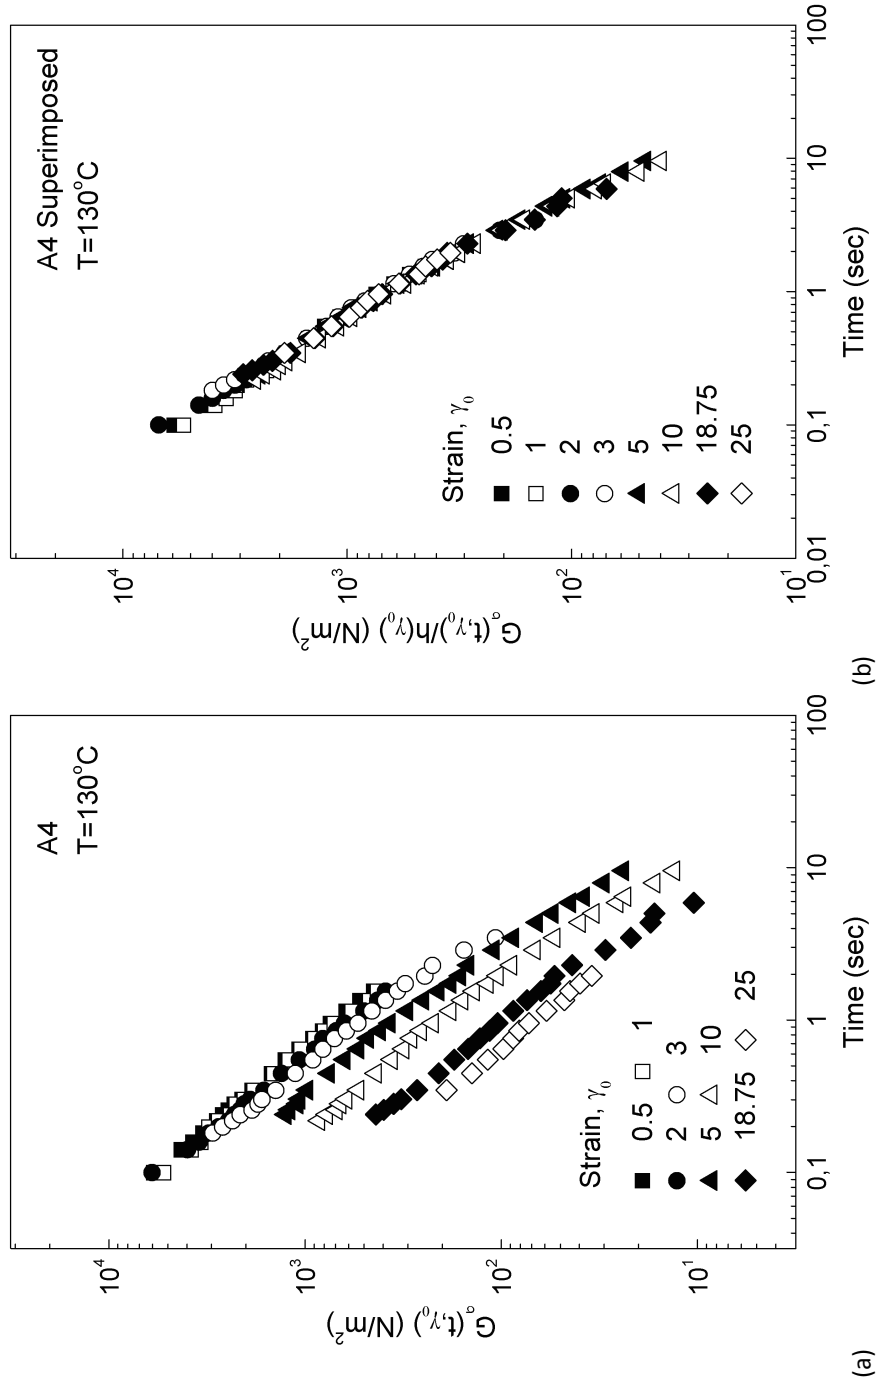 A4
T=130°C
10⁴
10³
10²
10¹
G_σ(t,γ₀) (N/m²)
0,1
1
10
100
Time (sec)
Strain, γ₀
0.5
1
2
3
5
10
18.75
25
(a)
A4 Superimposed
T=130°C
10⁴
10³
10²
10¹
G_σ(t,γ₀)/h(γ₀) (N/m²)
0,01
0,1
1
10
100
Time (sec)
Strain, γ₀
0.5
1
2
3
5
10
18.75
25
(b)